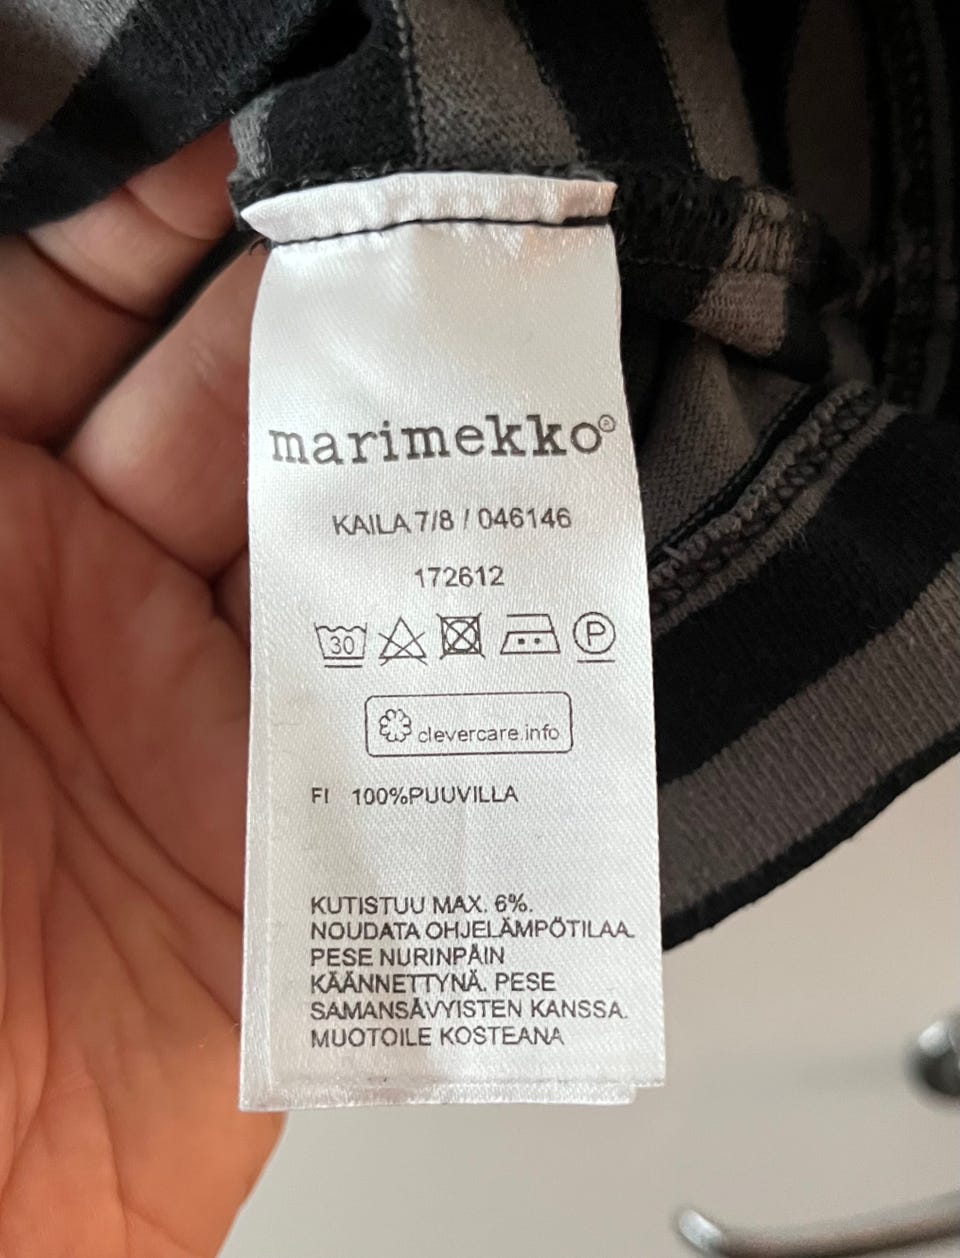 marimekko®
KAILA 7/8 / 046146
172612
30 P
clevercare.info
FI 100%PUUVILLA
KUTISTUU MAX. 6%.
NOUDATA OHJELÄMPÖTILAA.
PESE NURINPÄIN
KÄÄNNETTYNÄ. PESE
SAMANSÄVYISTEN KANSSA.
MUOTOILE KOSTEANA